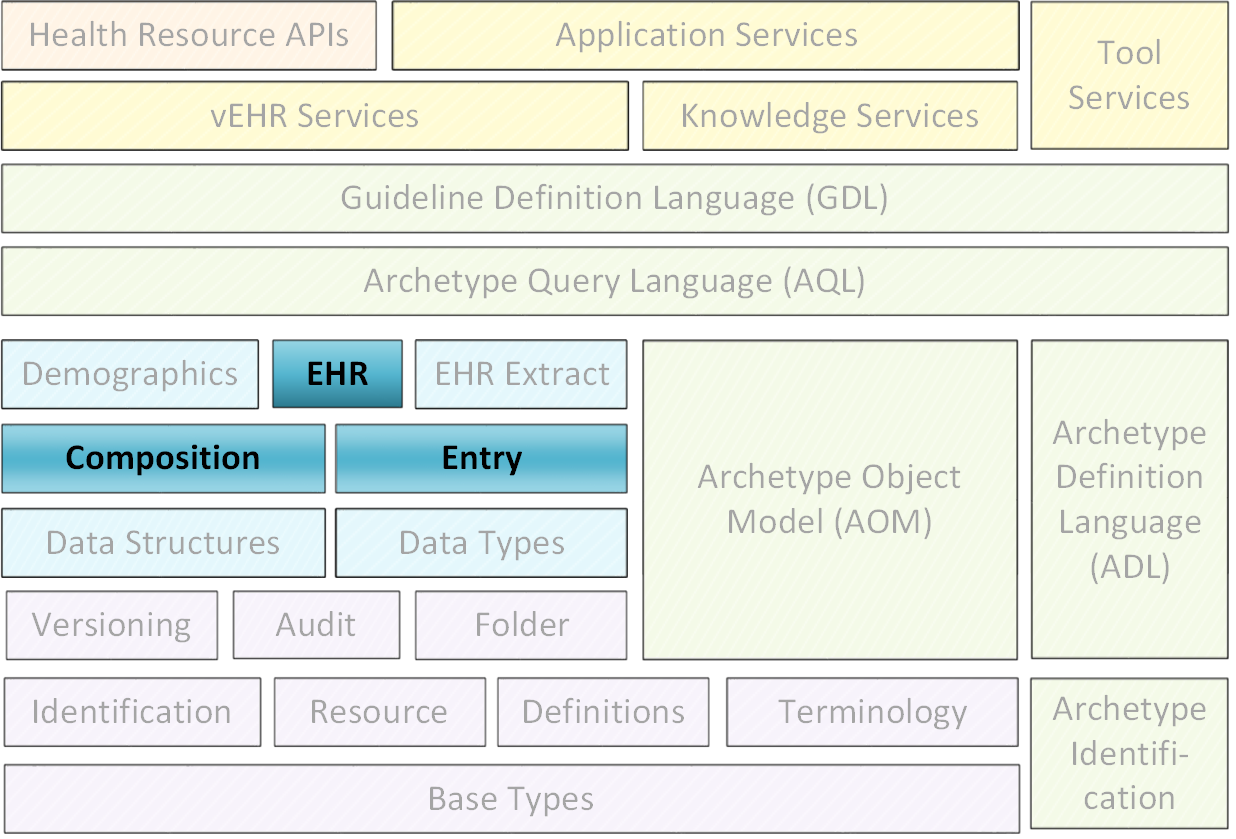 Health Resource APIs
Application Services
Tool
Services
vEHR Services
Knowledge Services
Guideline Definition Language (GDL)
Archetype Query Language (AQL)
Demographics
EHR
EHR Extract
Composition
Entry
Data Structures
Data Types
Versioning
Audit
Folder
Archetype Object
Model (AOM)
Archetype
Definition
Language
(ADL)
Identification
Resource
Definitions
Terminology
Archetype
Identifi-
cation
Base Types